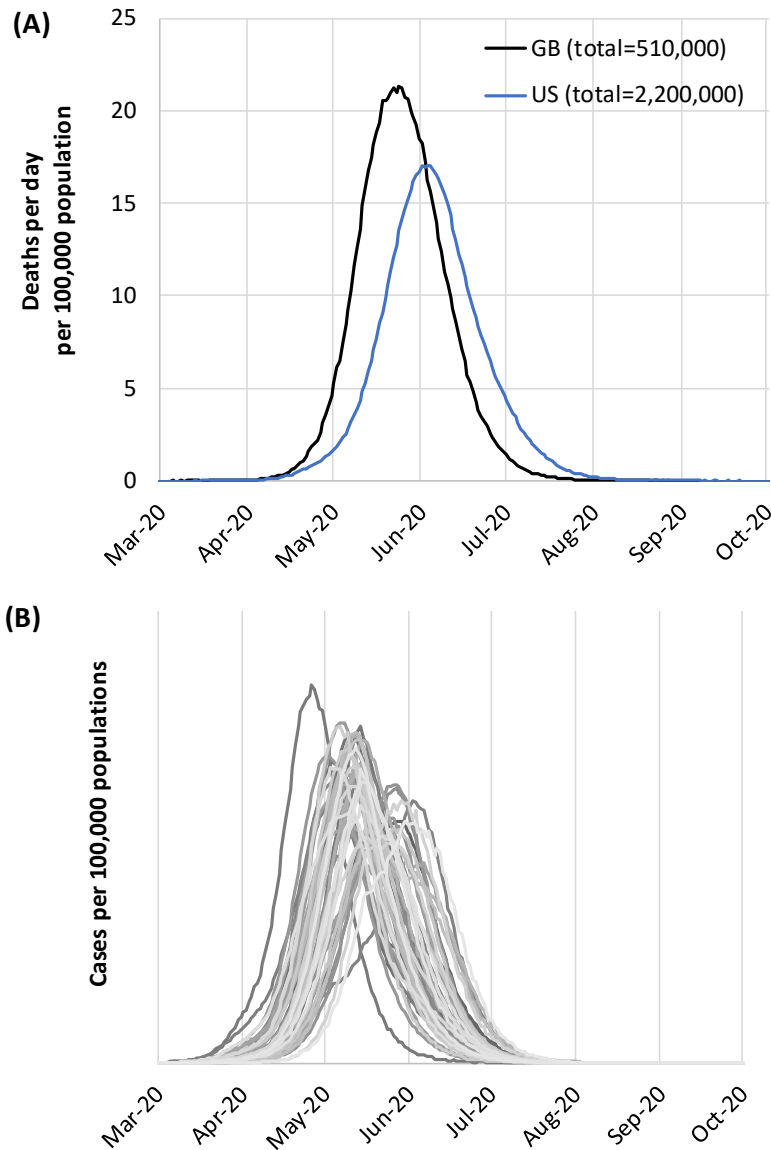 (A)
Deaths per day
per 100,000 population
25
20
15
10
5
0
GB (total=510,000)
US (total=2,200,000)
Mar-20
Apr-20
May-20
Jun-20
Jul-20
Aug-20
Sep-20
Oct-20
(B)
Cases per 100,000 populations
Mar-20
Apr-20
May-20
Jun-20
Jul-20
Aug-20
Sep-20
Oct-20